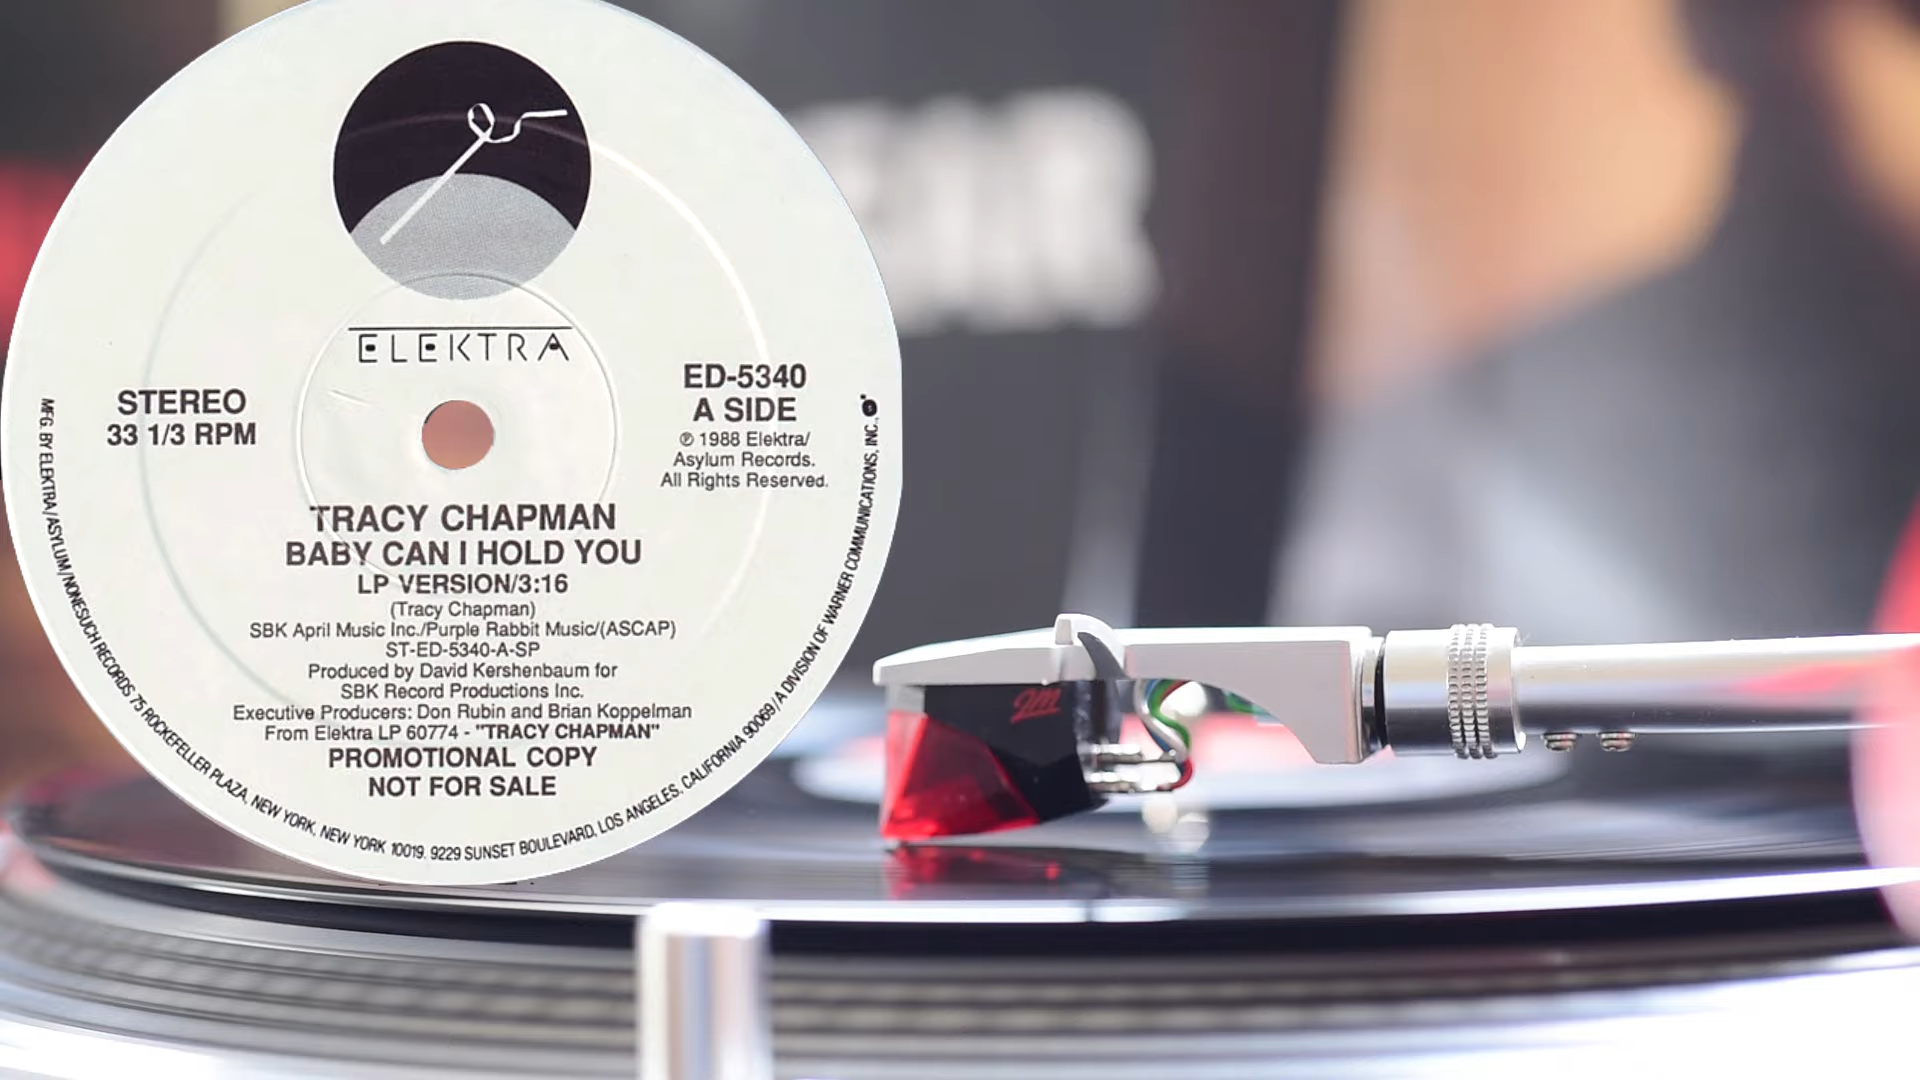 ELEKTRA
STEREO
33 1/3 RPM
ED-5340
A SIDE
℗ 1988 Elektra/
Asylum Records.
All Rights Reserved.
TRACY CHAPMAN
BABY CAN I HOLD YOU
LP VERSION/3:16
(Tracy Chapman)
SBK April Music Inc./Purple Rabbit Music/(ASCAP)
ST-ED-5340-A-SP
Produced by David Kershenbaum for
SBK Record Productions Inc.
Executive Producers: Don Rubin and Brian Koppelman
From Elektra LP 60774 - "TRACY CHAPMAN"
PROMOTIONAL COPY
NOT FOR SALE
MFG. BY ELEKTRA/ASYLUM/NONESUCH RECORDS 75 ROCKEFELLER PLAZA, NEW YORK, NEW YORK 10019. 9229 SUNSET BOULEVARD, LOS ANGELES, CALIFORNIA 90069/A DIVISION OF WARNER COMMUNICATIONS, INC.,
2M